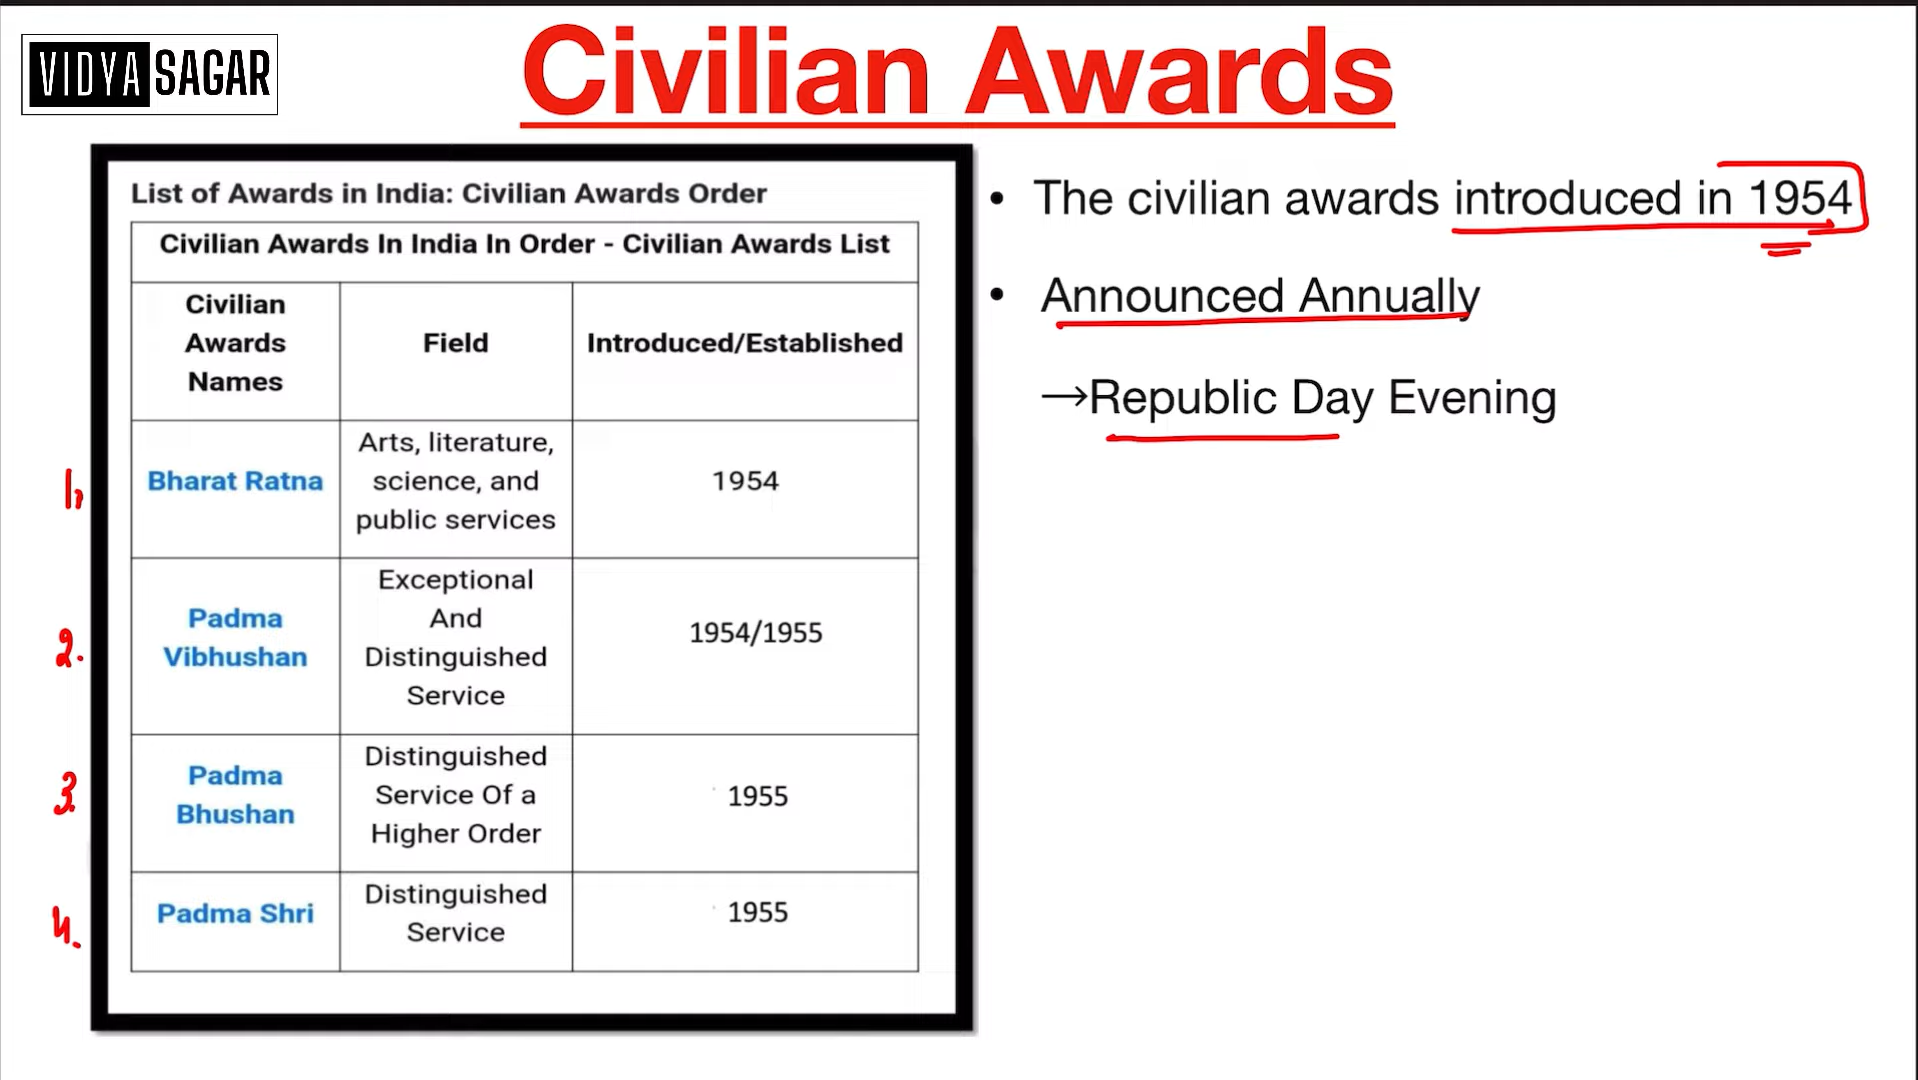 VIDYA SAGAR
Civilian Awards
List of Awards in India: Civilian Awards Order
Civilian Awards In India In Order - Civilian Awards List
Civilian
Awards
Names
Field
Introduced/Established
1.
Bharat Ratna
Arts, literature,
science, and
public services
1954
2.
Padma
Vibhushan
Exceptional
And
Distinguished
Service
1954/1955
3.
Padma
Bhushan
Distinguished
Service Of a
Higher Order
1955
4.
Padma Shri
Distinguished
Service
1955
• The civilian awards introduced in 1954
• Announced Annually
→Republic Day Evening